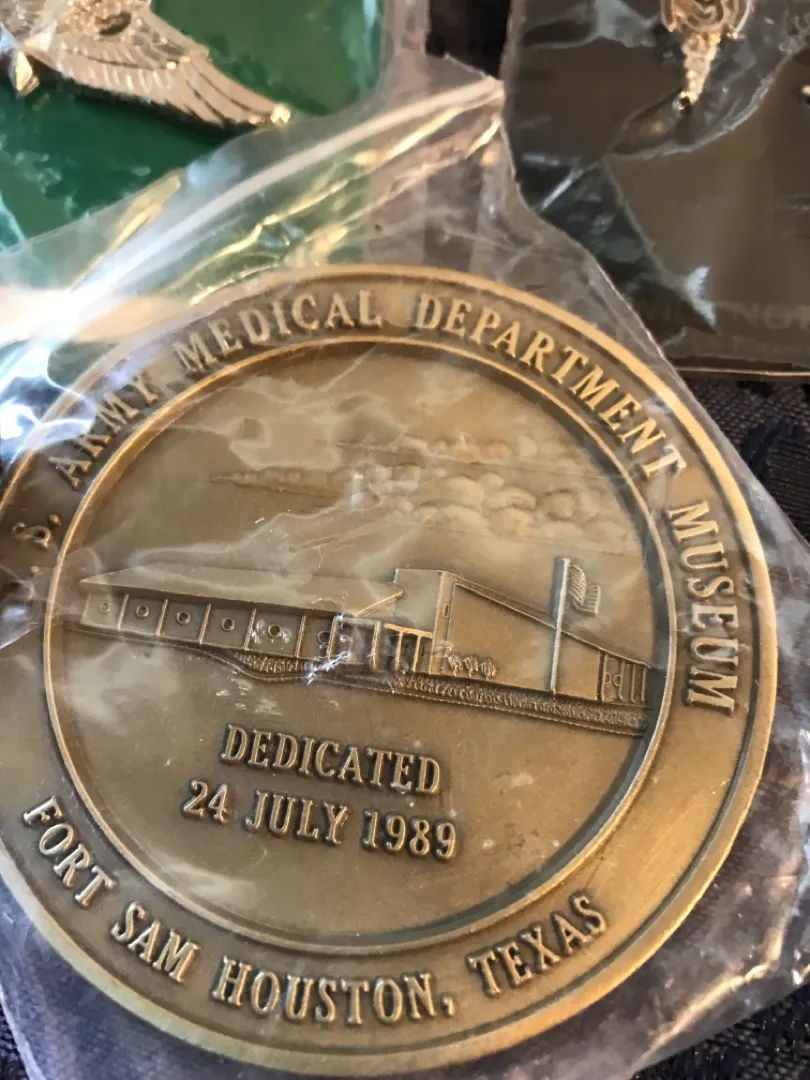 S. ARMY MEDICAL DEPARTMENT MUSEUM
DEDICATED
24 JULY 1989
FORT SAM HOUSTON, TEXAS